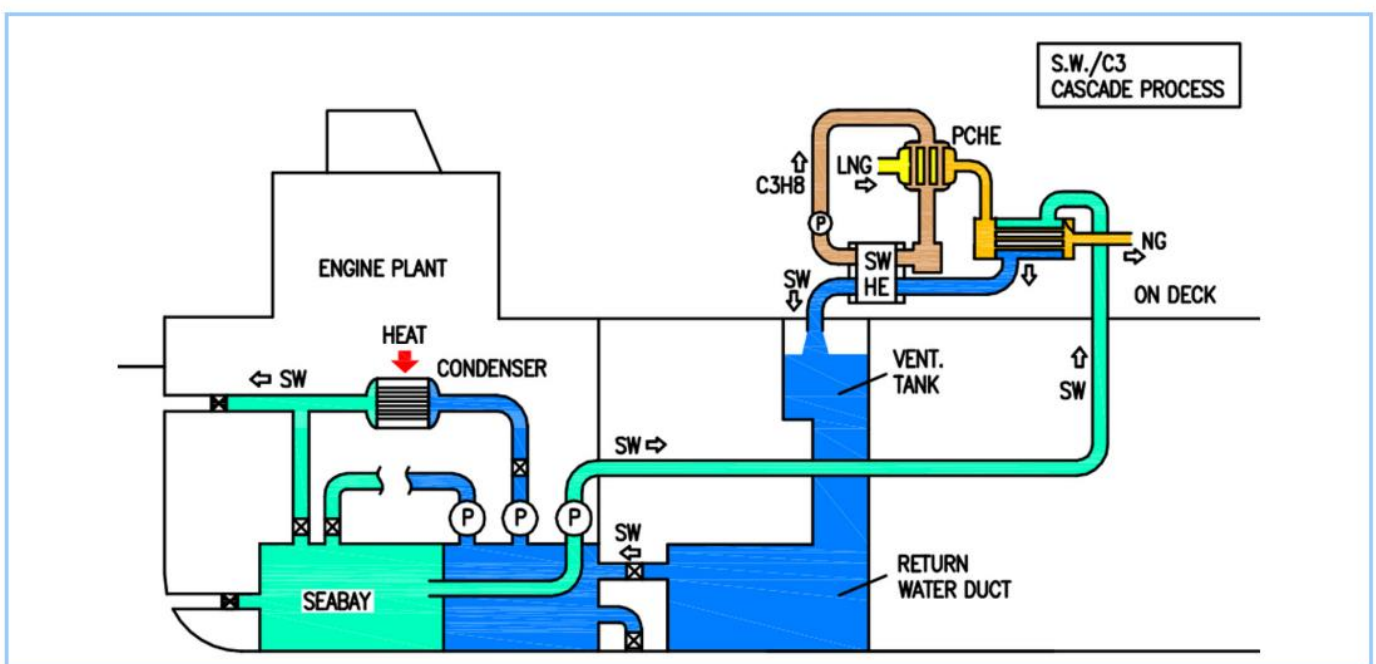 S.W./C3
CASCADE PROCESS
PCHE
LNG
C3H8
P
SW
HE
SW
NG
ON DECK
ENGINE PLANT
HEAT
CONDENSER
SW
VENT.
TANK
SW
SW
P
P
P
SW
SEABAY
RETURN
WATER DUCT